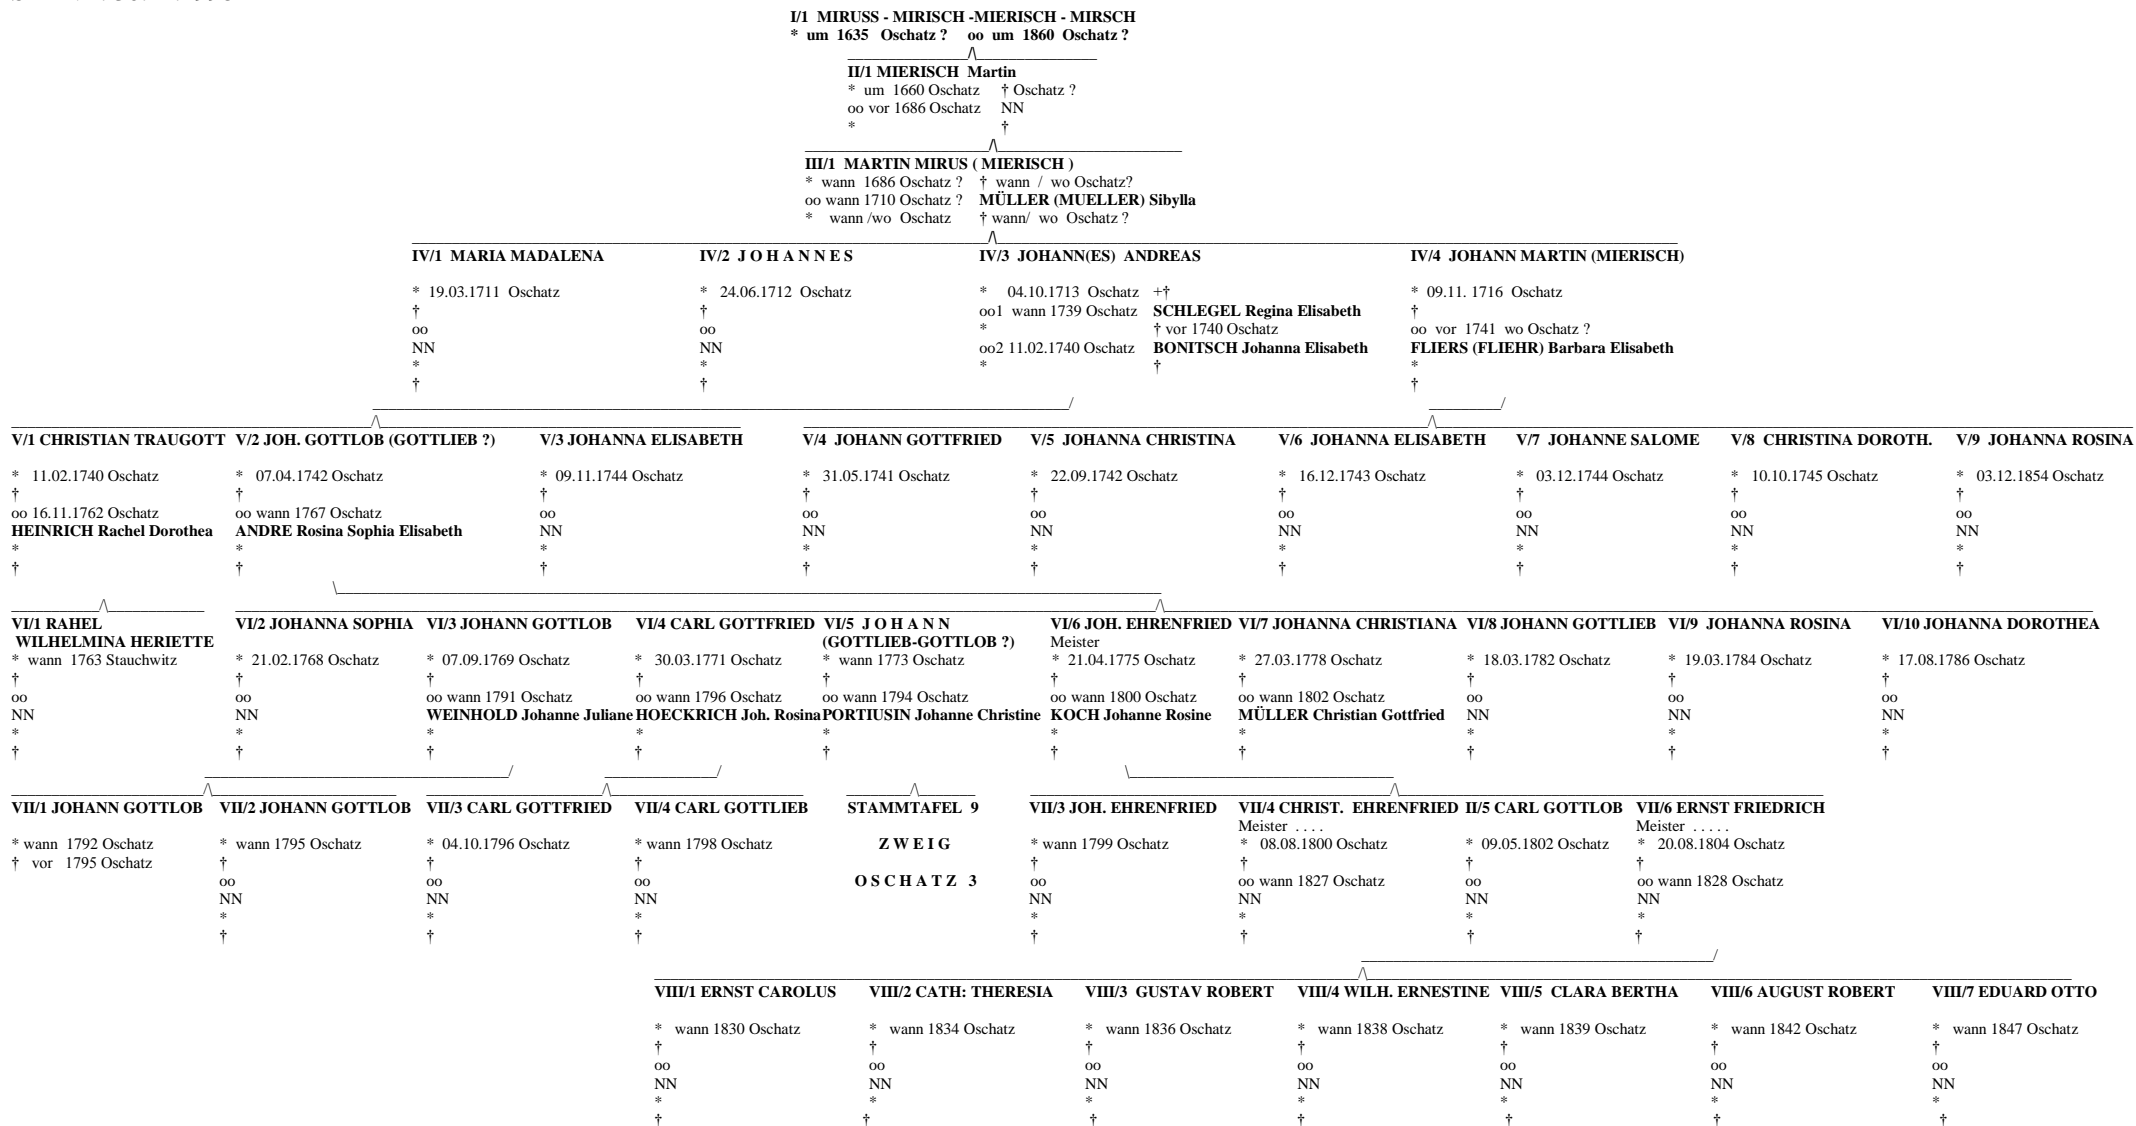 I/1 MIRUSS - MIRISCH -MIERISCH - MIRSCH
* um 1635 Oschatz ? oo um 1860 Oschatz ?
II/1 MIERISCH Martin
* um 1660 Oschatz † Oschatz ?
oo vor 1686 Oschatz NN
* †
III/1 MARTIN MIRUS ( MIERISCH )
* wann 1686 Oschatz ? † wann / wo Oschatz?
oo wann 1710 Oschatz ? MÜLLER (MUELLER) Sibylla
* wann /wo Oschatz † wann/ wo Oschatz ?
IV/1 MARIA MADALENA IV/2 J O H A N N E S IV/3 JOHANN(ES) ANDREAS IV/4 JOHANN MARTIN (MIERISCH)
* 19.03.1711 Oschatz * 24.06.1712 Oschatz * 04.10.1713 Oschatz +† * 09.11. 1716 Oschatz
† † oo1 wann 1739 Oschatz SCHLEGEL Regina Elisabeth †
oo oo * † vor 1740 Oschatz oo vor 1741 wo Oschatz ?
NN NN oo2 11.02.1740 Oschatz BONITSCH Johanna Elisabeth FLIERS (FLIEHR) Barbara Elisabeth
* * * † *
† † †
V/1 CHRISTIAN TRAUGOTT V/2 JOH. GOTTLOB (GOTTLIEB ?) V/3 JOHANNA ELISABETH V/4 JOHANN GOTTFRIED V/5 JOHANNA CHRISTINA V/6 JOHANNA ELISABETH V/7 JOHANNE SALOME V/8 CHRISTINA DOROTH. V/9 JOHANNA ROSINA
* 11.02.1740 Oschatz * 07.04.1742 Oschatz * 09.11.1744 Oschatz * 31.05.1741 Oschatz * 22.09.1742 Oschatz * 16.12.1743 Oschatz * 03.12.1744 Oschatz * 10.10.1745 Oschatz * 03.12.1854 Oschatz
† † † † † † † † †
oo 16.11.1762 Oschatz oo wann 1767 Oschatz oo oo oo oo oo oo oo
HEINRICH Rachel Dorothea ANDRE Rosina Sophia Elisabeth NN NN NN NN NN NN NN
* * * * * * * * *
† † † † † † † † †
VI/1 RAHEL VI/2 JOHANNA SOPHIA VI/3 JOHANN GOTTLOB VI/4 CARL GOTTFRIED VI/5 J O H A N N VI/6 JOH. EHRENFRIED VI/7 JOHANNA CHRISTIANA VI/8 JOHANN GOTTLIEB VI/9 JOHANNA ROSINA VI/10 JOHANNA DOROTHEA
WILHELMINA HERIETTE (GOTTLIEB-GOTTLOB ?) Meister
* wann 1763 Stauchwitz * 21.02.1768 Oschatz * 07.09.1769 Oschatz * 30.03.1771 Oschatz * wann 1773 Oschatz * 21.04.1775 Oschatz * 27.03.1778 Oschatz * 18.03.1782 Oschatz * 19.03.1784 Oschatz * 17.08.1786 Oschatz
† † † † † † † † † †
oo oo oo wann 1791 Oschatz oo wann 1796 Oschatz oo wann 1794 Oschatz oo wann 1800 Oschatz oo wann 1802 Oschatz oo oo oo
NN NN WEINHOLD Johanne Juliane HOECKRICH Joh. Rosina PORTIUSIN Johanne Christine KOCH Johanne Rosine MÜLLER Christian Gottfried NN NN NN
* * * * * * * * * *
† † † † † † † † † †
VII/1 JOHANN GOTTLOB VII/2 JOHANN GOTTLOB VII/3 CARL GOTTFRIED VII/4 CARL GOTTLIEB STAMMTAFEL 9 VII/3 JOH. EHRENFRIED VII/4 CHRIST. EHRENFRIED II/5 CARL GOTTLOB VII/6 ERNST FRIEDRICH
Meister . . . . Meister . . . . .
* wann 1792 Oschatz * wann 1795 Oschatz * 04.10.1796 Oschatz * wann 1798 Oschatz Z W E I G * wann 1799 Oschatz * 08.08.1800 Oschatz * 09.05.1802 Oschatz * 20.08.1804 Oschatz
† vor 1795 Oschatz † † † † † † †
oo oo oo O S C H A T Z 3 oo oo wann 1827 Oschatz oo oo wann 1828 Oschatz
NN NN NN NN NN NN NN
* * * * * * *
† † † † † † †
VIII/1 ERNST CAROLUS VIII/2 CATH: THERESIA VIII/3 GUSTAV ROBERT VIII/4 WILH. ERNESTINE VIII/5 CLARA BERTHA VIII/6 AUGUST ROBERT VIII/7 EDUARD OTTO
* wann 1830 Oschatz * wann 1834 Oschatz * wann 1836 Oschatz * wann 1838 Oschatz * wann 1839 Oschatz * wann 1842 Oschatz * wann 1847 Oschatz
† † † † † † †
oo oo oo oo oo oo oo
NN NN NN NN NN NN NN
* * * * * * *
† † † † † † †